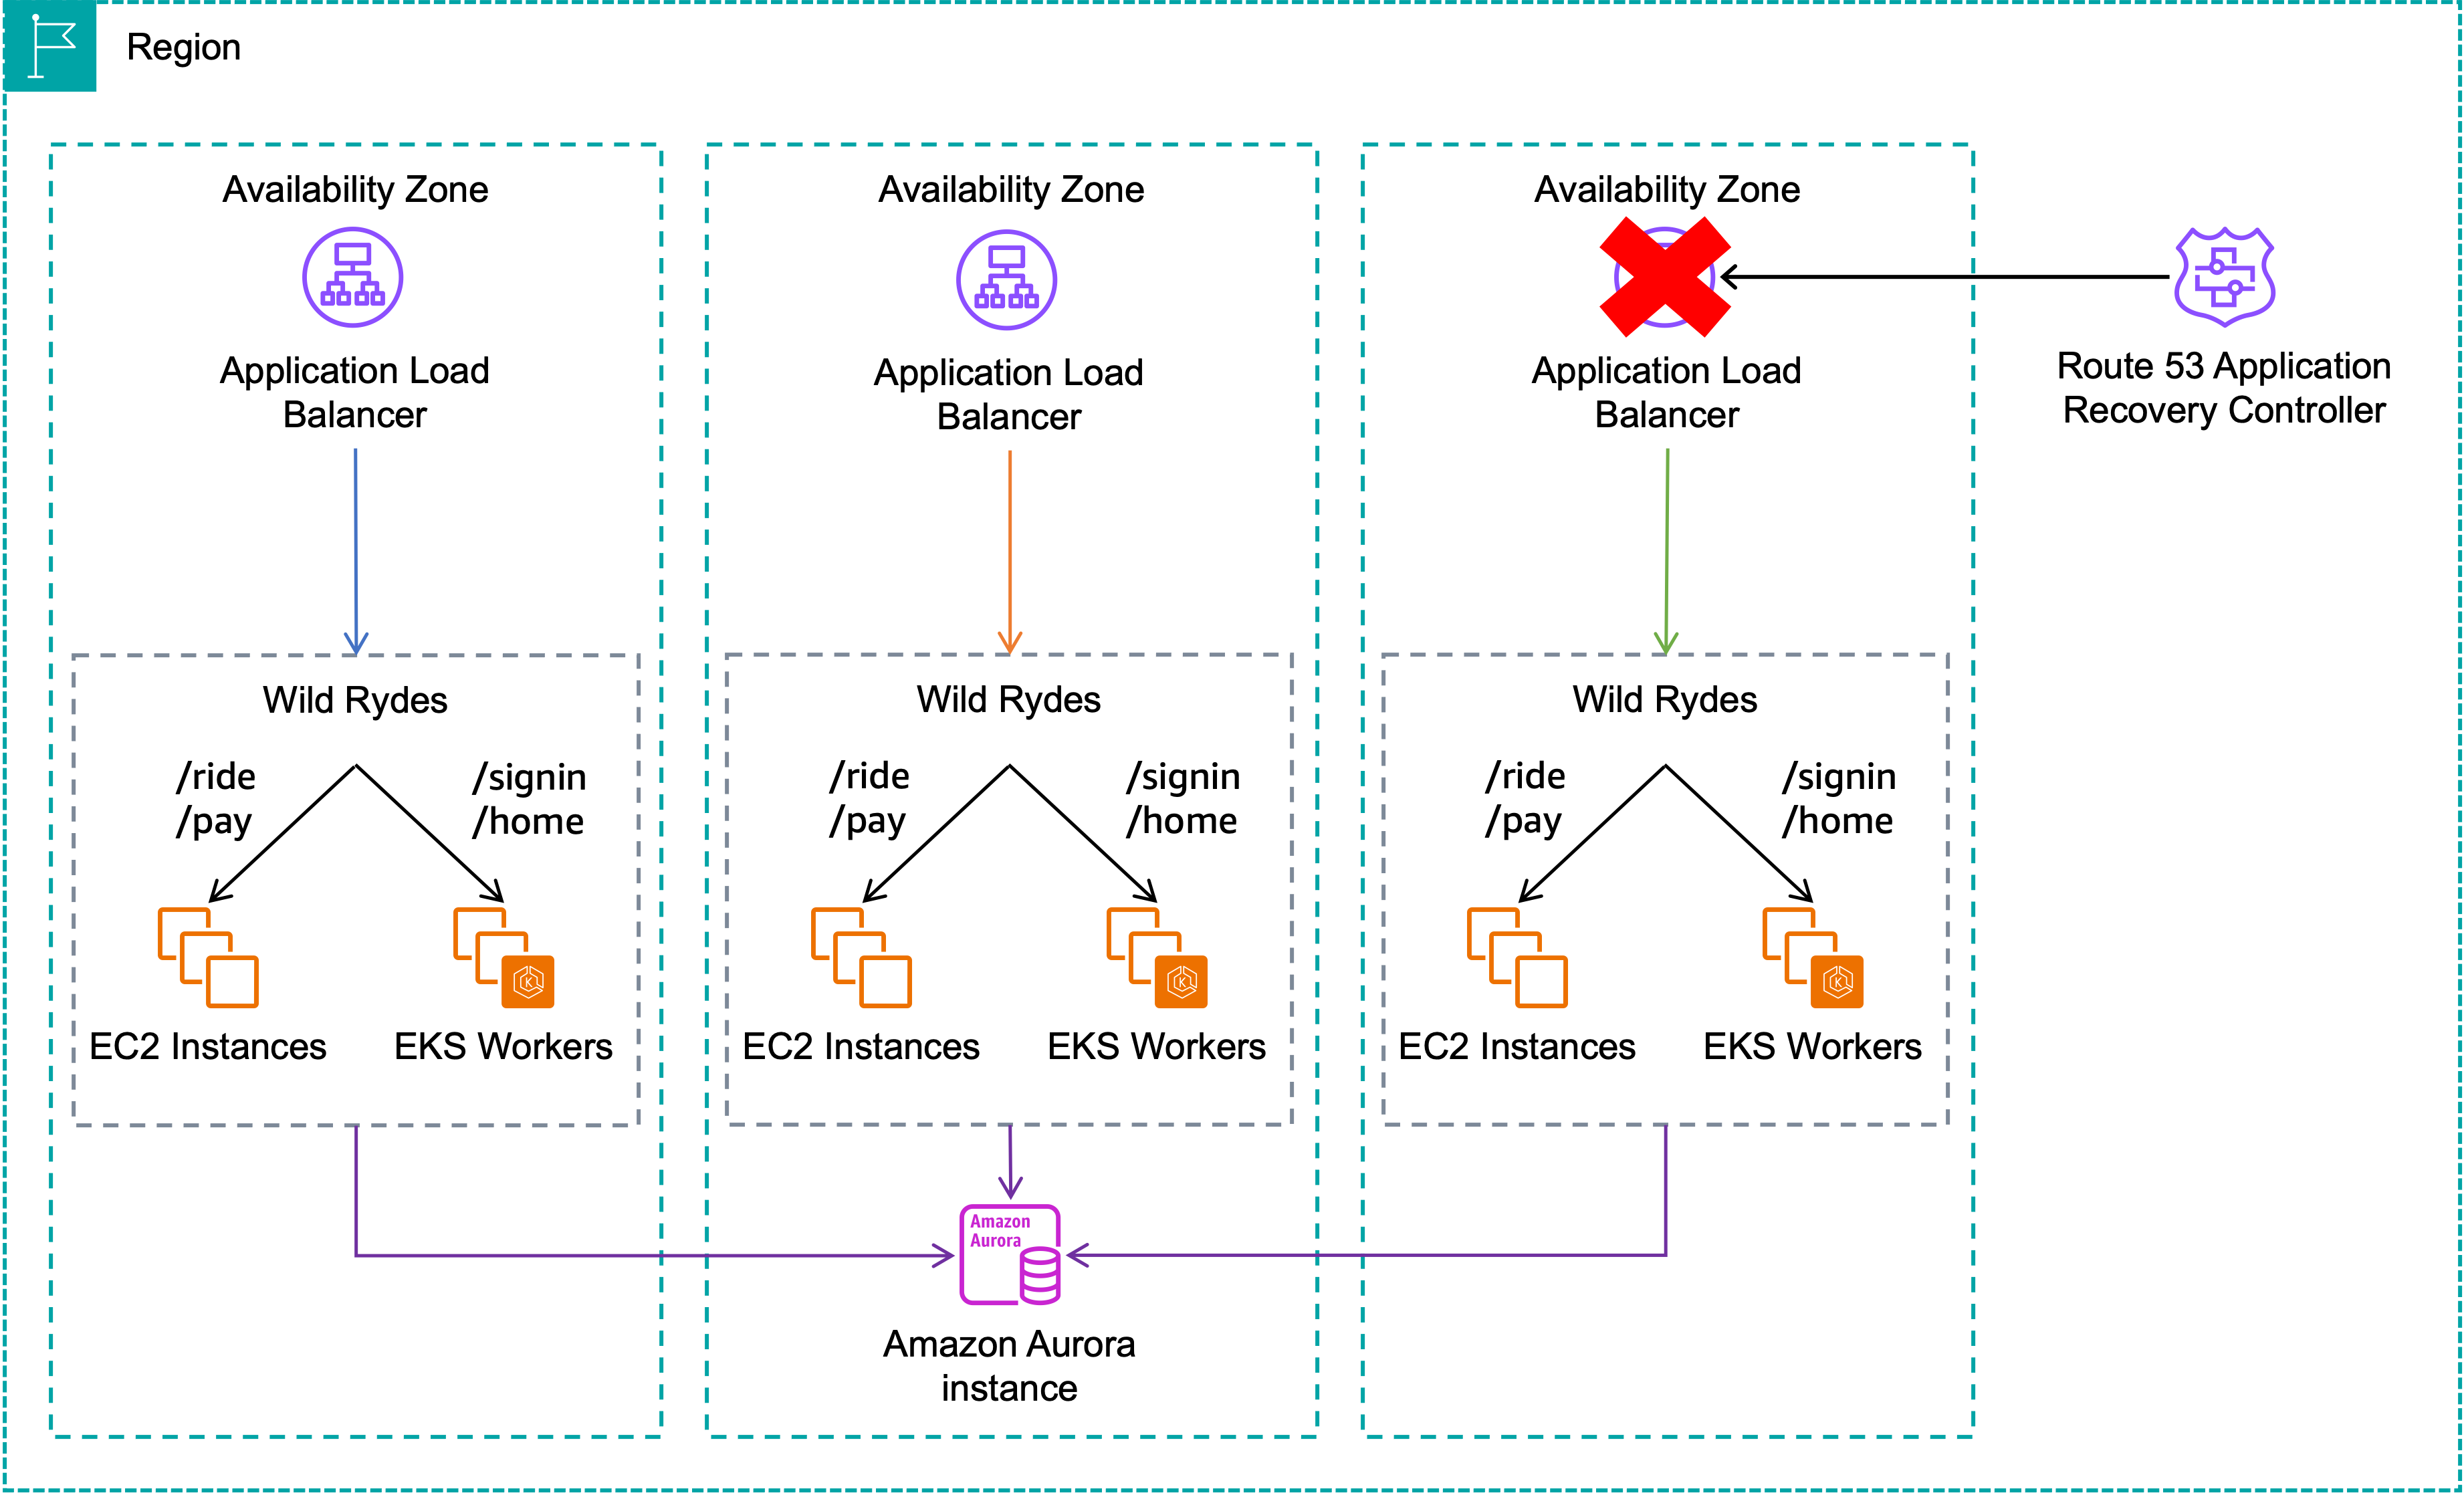 Region
Availability Zone
Application Load
Balancer
Wild Rydes
/ride
/pay
/signin
/home
EC2 Instances
EKS Workers
Availability Zone
Application Load
Balancer
Wild Rydes
/ride
/pay
/signin
/home
EC2 Instances
EKS Workers
Amazon
Aurora
Amazon Aurora
instance
Availability Zone
Application Load
Balancer
Wild Rydes
/ride
/pay
/signin
/home
EC2 Instances
EKS Workers
Route 53 Application
Recovery Controller
K
K
K